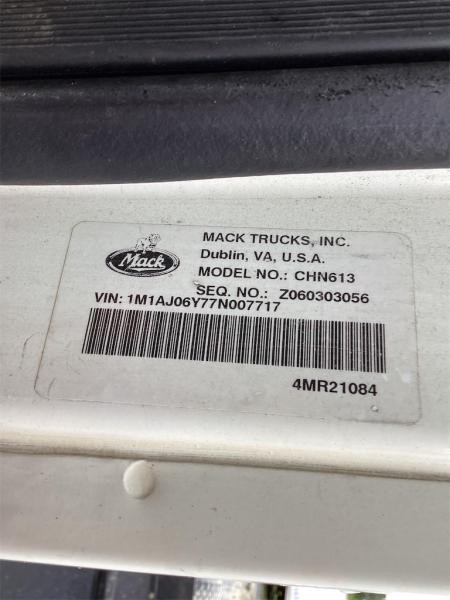 MACK TRUCKS, INC.
Dublin, VA, U.S.A.
Mack
MODEL NO.: CHN613
SEQ. NO.: Z060303056
VIN: 1M1AJ06Y77N007717
4MR21084